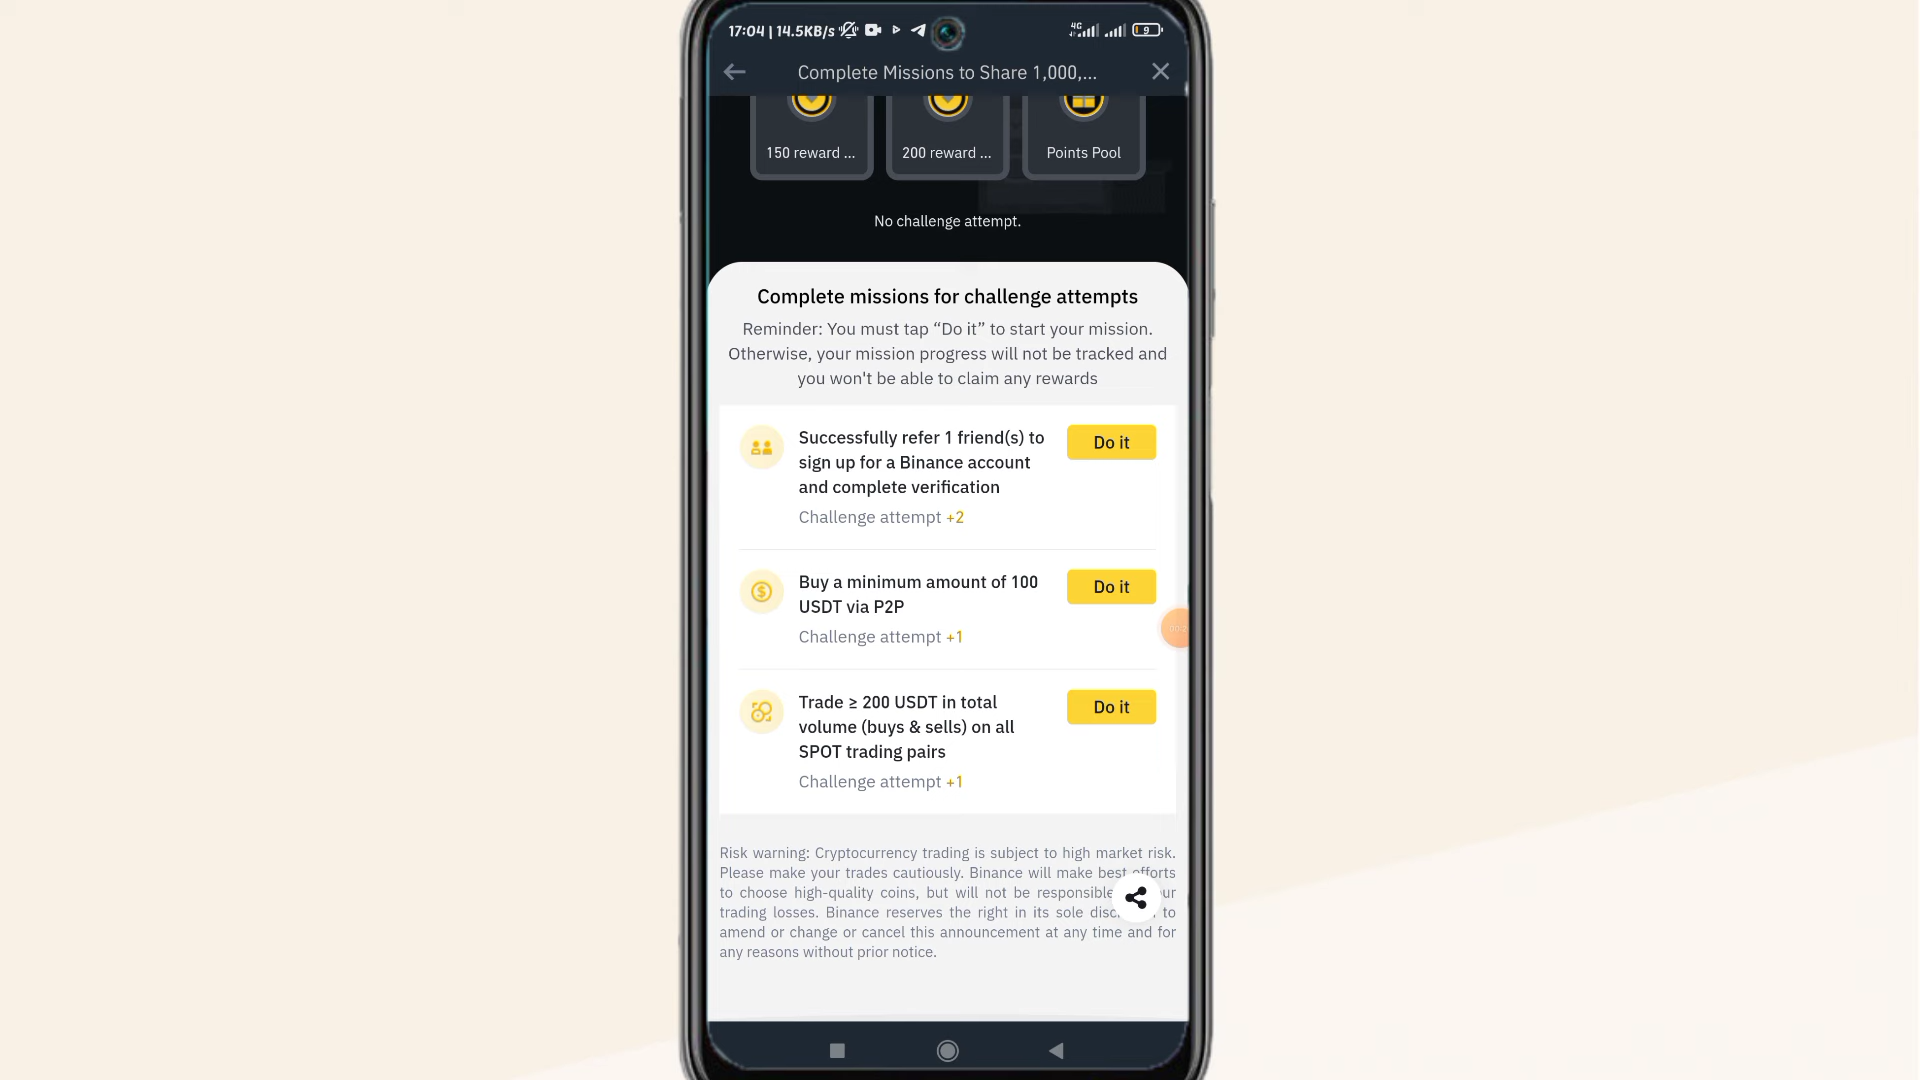 17:04 | 14.5KB/s 4G 9
Complete Missions to Share 1,000,...
150 reward ... 200 reward ... Points Pool
No challenge attempt.
Complete missions for challenge attempts
Reminder: You must tap “Do it” to start your mission.
Otherwise, your mission progress will not be tracked and
you won't be able to claim any rewards
Successfully refer 1 friend(s) to
sign up for a Binance account
and complete verification
Do it
Challenge attempt +2
Buy a minimum amount of 100
USDT via P2P
Do it
Challenge attempt +1
Trade ≥ 200 USDT in total
volume (buys & sells) on all
SPOT trading pairs
Do it
Challenge attempt +1
Risk warning: Cryptocurrency trading is subject to high market risk.
Please make your trades cautiously. Binance will make best efforts
to choose high-quality coins, but will not be responsible
trading losses. Binance reserves the right in its sole to
amend or change or cancel this announcement at any time and for
any reasons without prior notice.